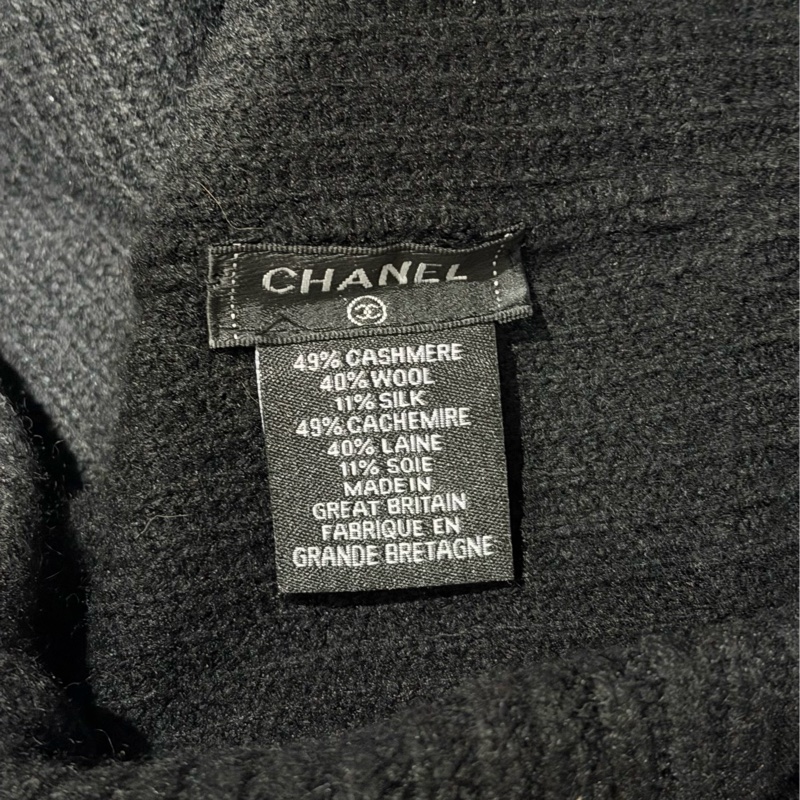 CHANEL
49% CASHMERE
40% WOOL
11% SILK
49% CACHEMIRE
40% LAINE
11% SOIE
MADE IN
GREAT BRITAIN
FABRIQUE EN
GRANDE BRETAGNE